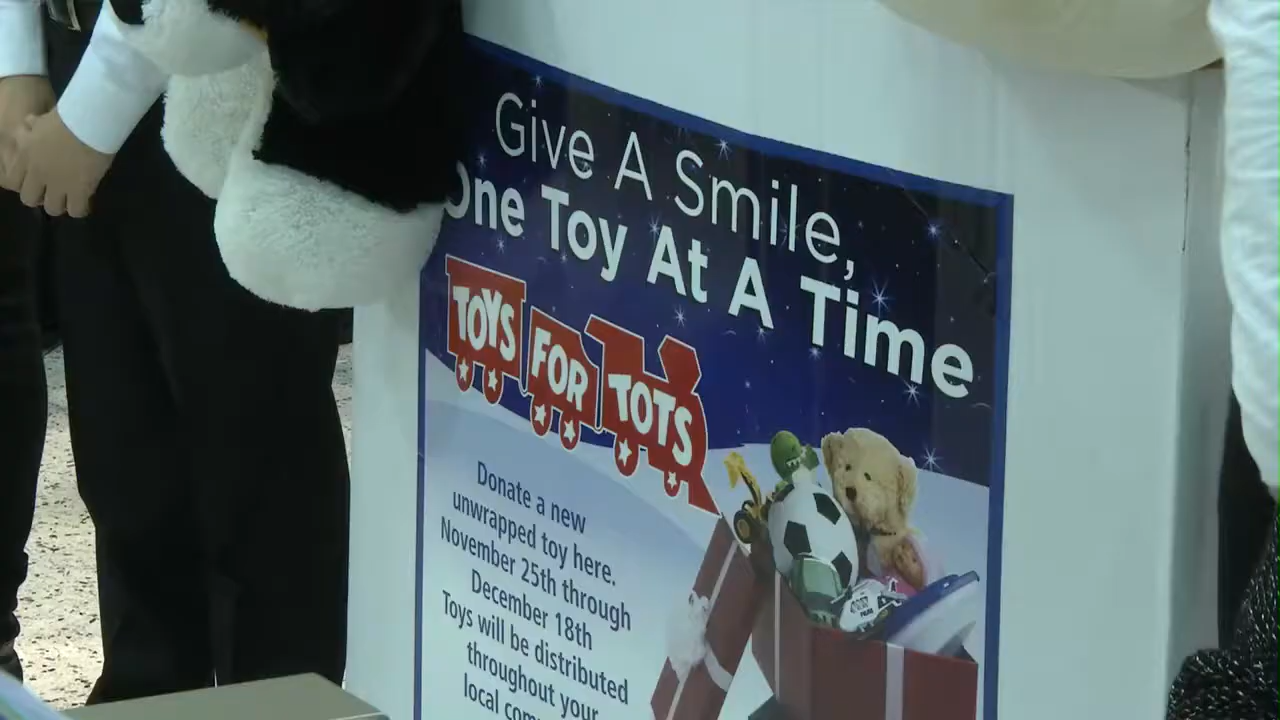 Give A Smile,
One Toy At A Time
TOYS FOR TOTS
Donate a new
unwrapped toy here.
November 25th through
December 18th
Toys will be distributed
throughout your
local